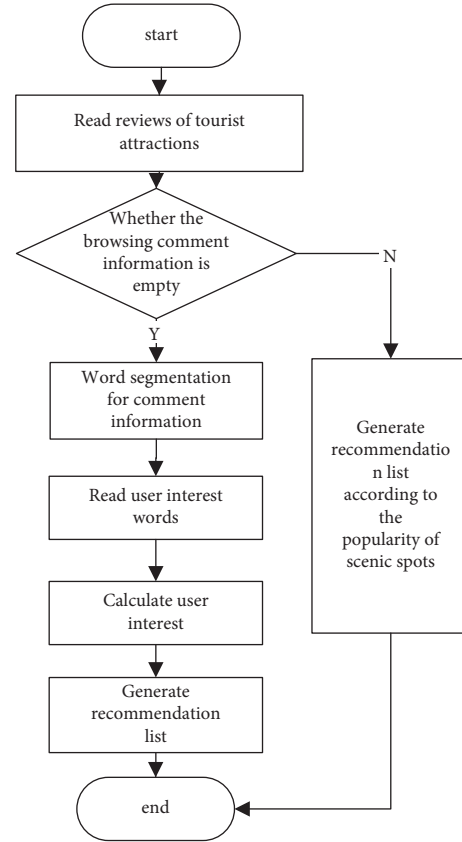 start
Read reviews of tourist
attractions
Whether the
browsing comment
information is
empty
N
Y
Word segmentation
for comment
information
Read user interest
words
Calculate user
interest
Generate
recommendation
list
Generate
recommendatio
n list
according to
the
popularity of
scenic spots
end